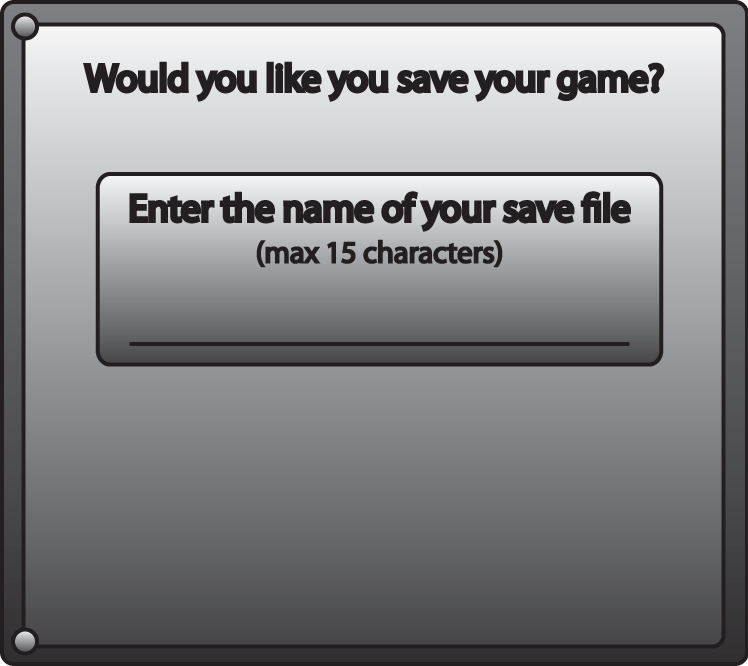 Would you like you save your game?
Enter the name of your save file
(max 15 characters)